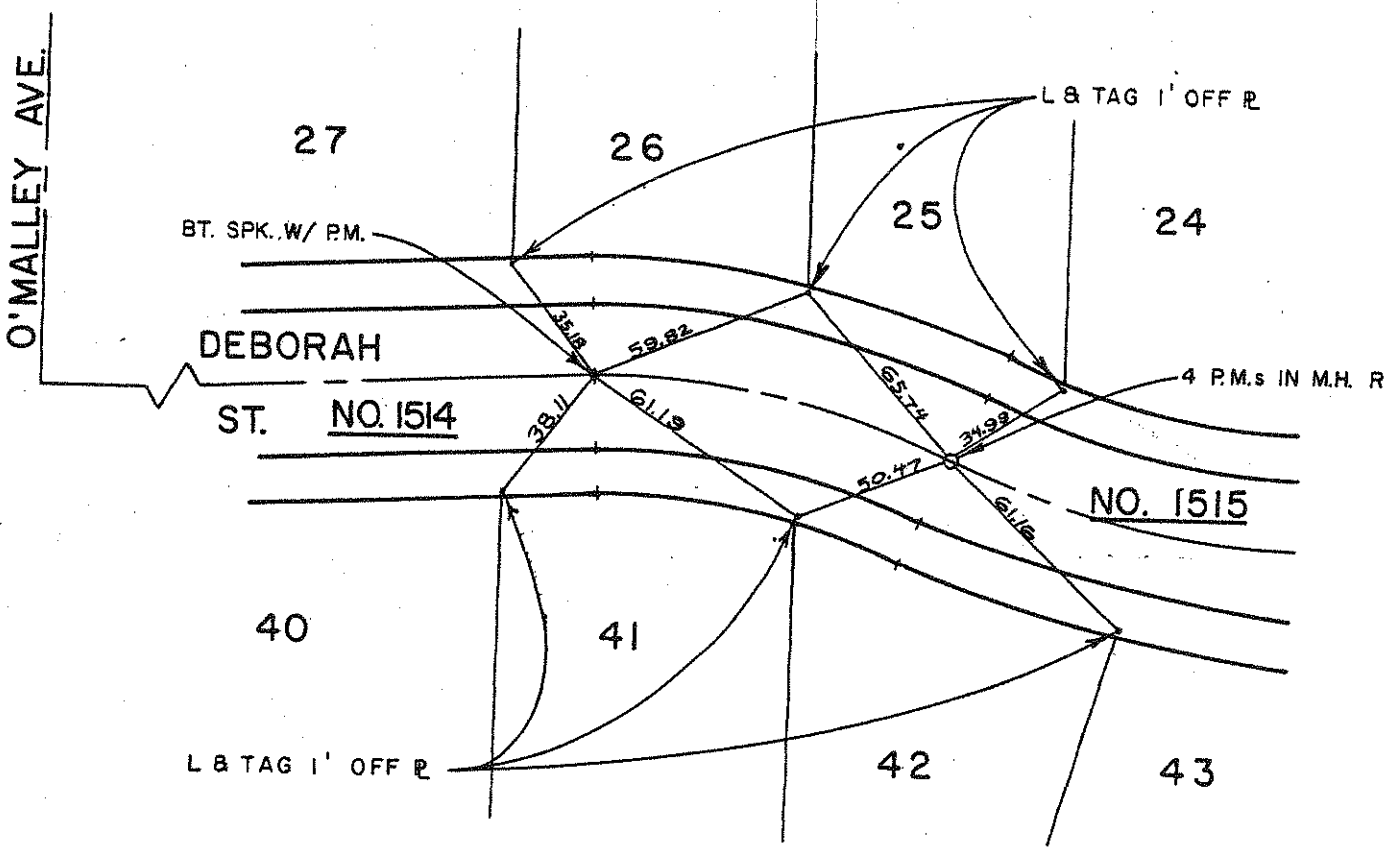 O'MALLEY AVE.
L & TAG 1' OFF ⅊
27
26
25
24
BT. SPK. W/ P.M.
35.18
59.82
DEBORAH
ST.
NO. 1514
38.11
61.19
65.74
34.99
4 P.M.s IN M.H. R
50.47
61.16
NO. 1515
40
41
42
43
L & TAG 1' OFF ⅊